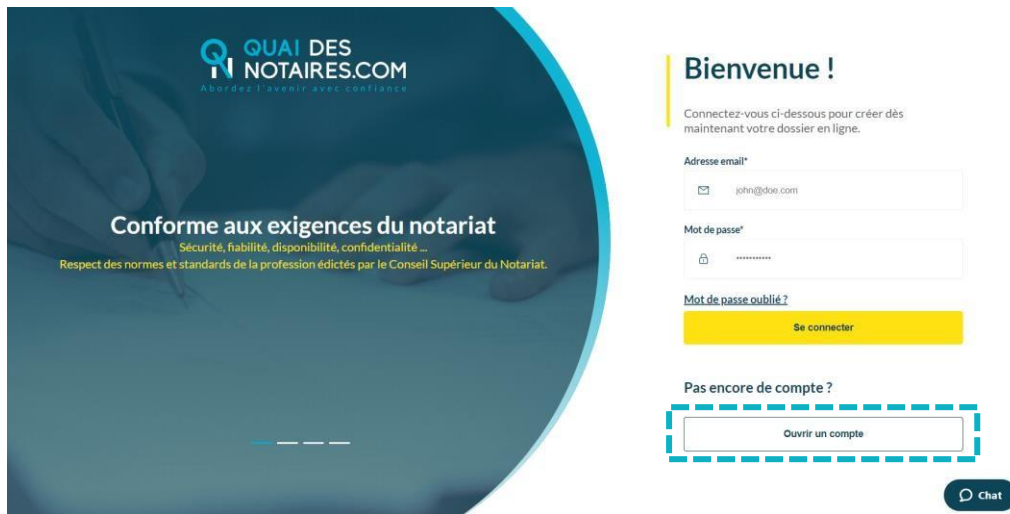 QUAI DES
NOTAIRES.COM
Abordez l'avenir avec confiance
Conforme aux exigences du notariat
Sécurité, fiabilité, disponibilité, confidentialité ...
Respect des normes et standards de la profession édictés par le Conseil Supérieur du Notariat.
Bienvenue !
Connectez-vous ci-dessous pour créer dès
maintenant votre dossier en ligne.
Adresse email*
john@doe.com
Mot de passe*
•••••••••••
Mot de passe oublié ?
Se connecter
Pas encore de compte ?
Ouvrir un compte
Chat